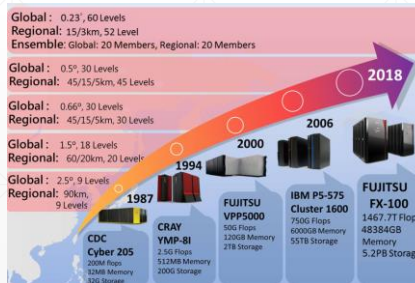 Global : 0.23°, 60 Levels
Regional: 15/3km, 52 Level
Ensemble: Global: 20 Members, Regional: 20 Members
Global : 0.5°, 30 Levels
Regional: 45/15/5km, 45 Levels
Global : 0.66°, 30 Levels
Regional: 45/15/5km, 30 Levels
Global : 1.5°, 18 Levels
Regional: 60/20km, 20 Levels
Global : 2.5°, 9 Levels
Regional: 90km,
9 Levels
1987
CDC
Cyber 205
200M flops
32MB Memory
32G Storage
1994
CRAY
YMP-8I
2.5G Flops
512MB Memory
200G Storage
2000
FUJITSU
VPP5000
50G Flops
120GB Memory
2TB Storage
2006
IBM P5-575
Cluster 1600
750G Flops
6000GB Memory
55TB Storage
2018
FUJITSU
FX-100
1467.7T Flops
48384GB
Memory
5.2PB Storage